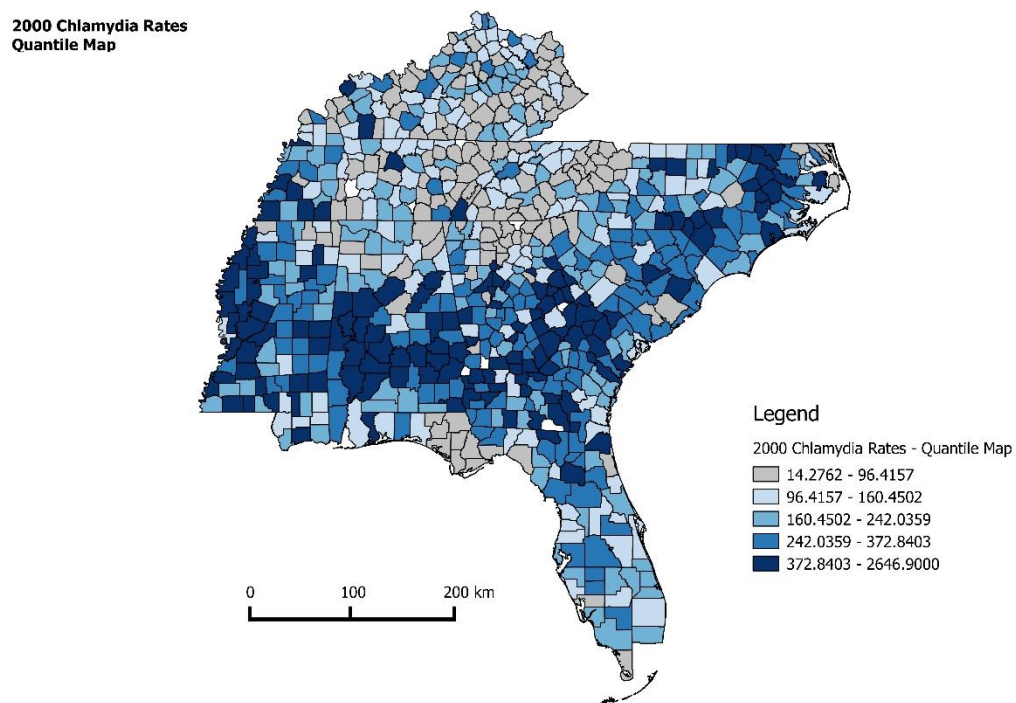 2000 Chlamydia Rates
Quantile Map
0 100 200 km
Legend
2000 Chlamydia Rates - Quantile Map
14.2762 - 96.4157
96.4157 - 160.4502
160.4502 - 242.0359
242.0359 - 372.8403
372.8403 - 2646.9000